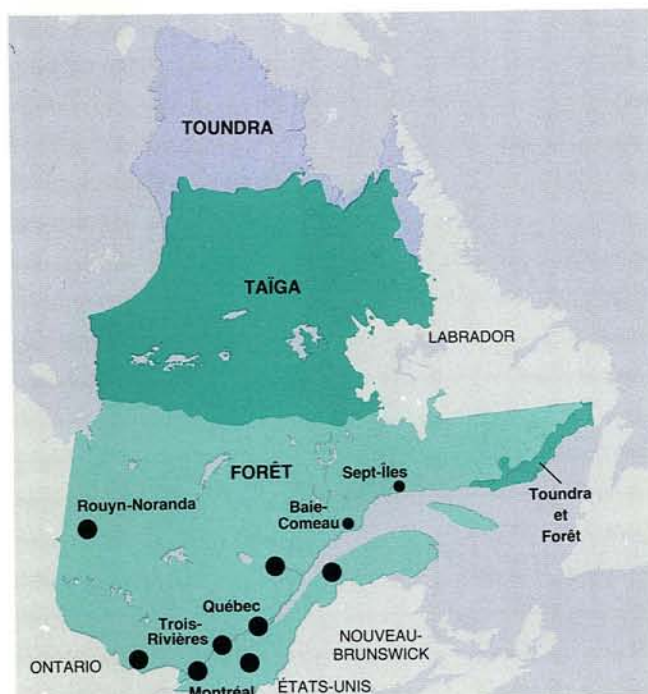 TOUNDRA
TAÏGA
LABRADOR
FORÊT
Sept-Îles
Rouyn-Noranda
Baie-
Comeau
Toundra
et
Forêt
Québec
Trois-
Rivières
NOUVEAU-
BRUNSWICK
ONTARIO
Montréal
ÉTATS-UNIS